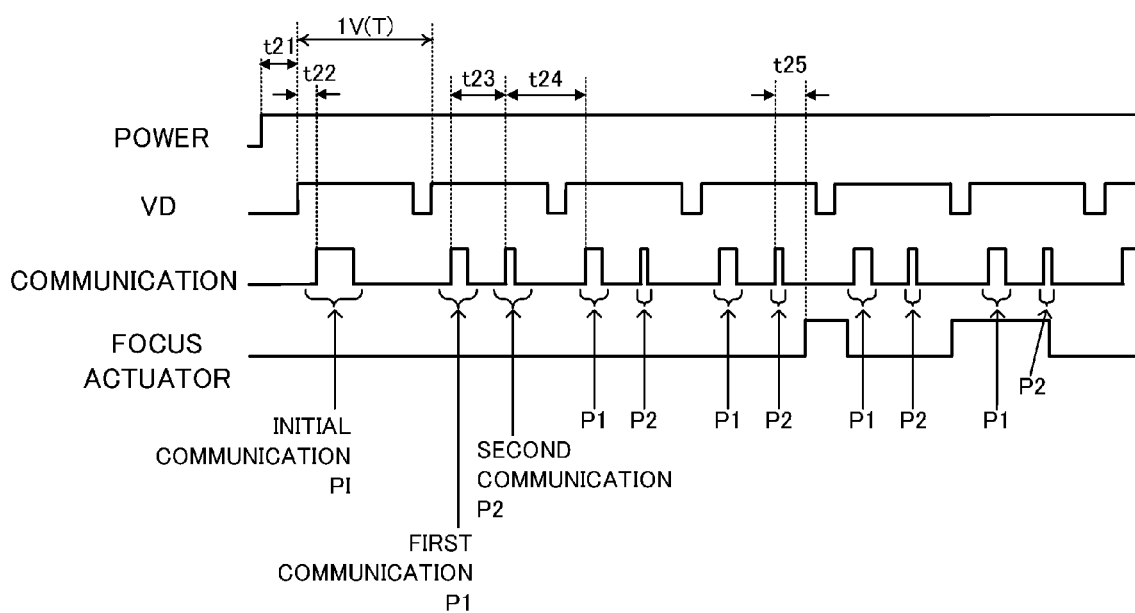 1V(T)
t21
t22
t23
t24
t25
POWER
VD
COMMUNICATION
FOCUS
ACTUATOR
P2
P1
P2
P1
P2
P1
P2
P1
INITIAL
COMMUNICATION
PI
SECOND
COMMUNICATION
P2
FIRST
COMMUNICATION
P1